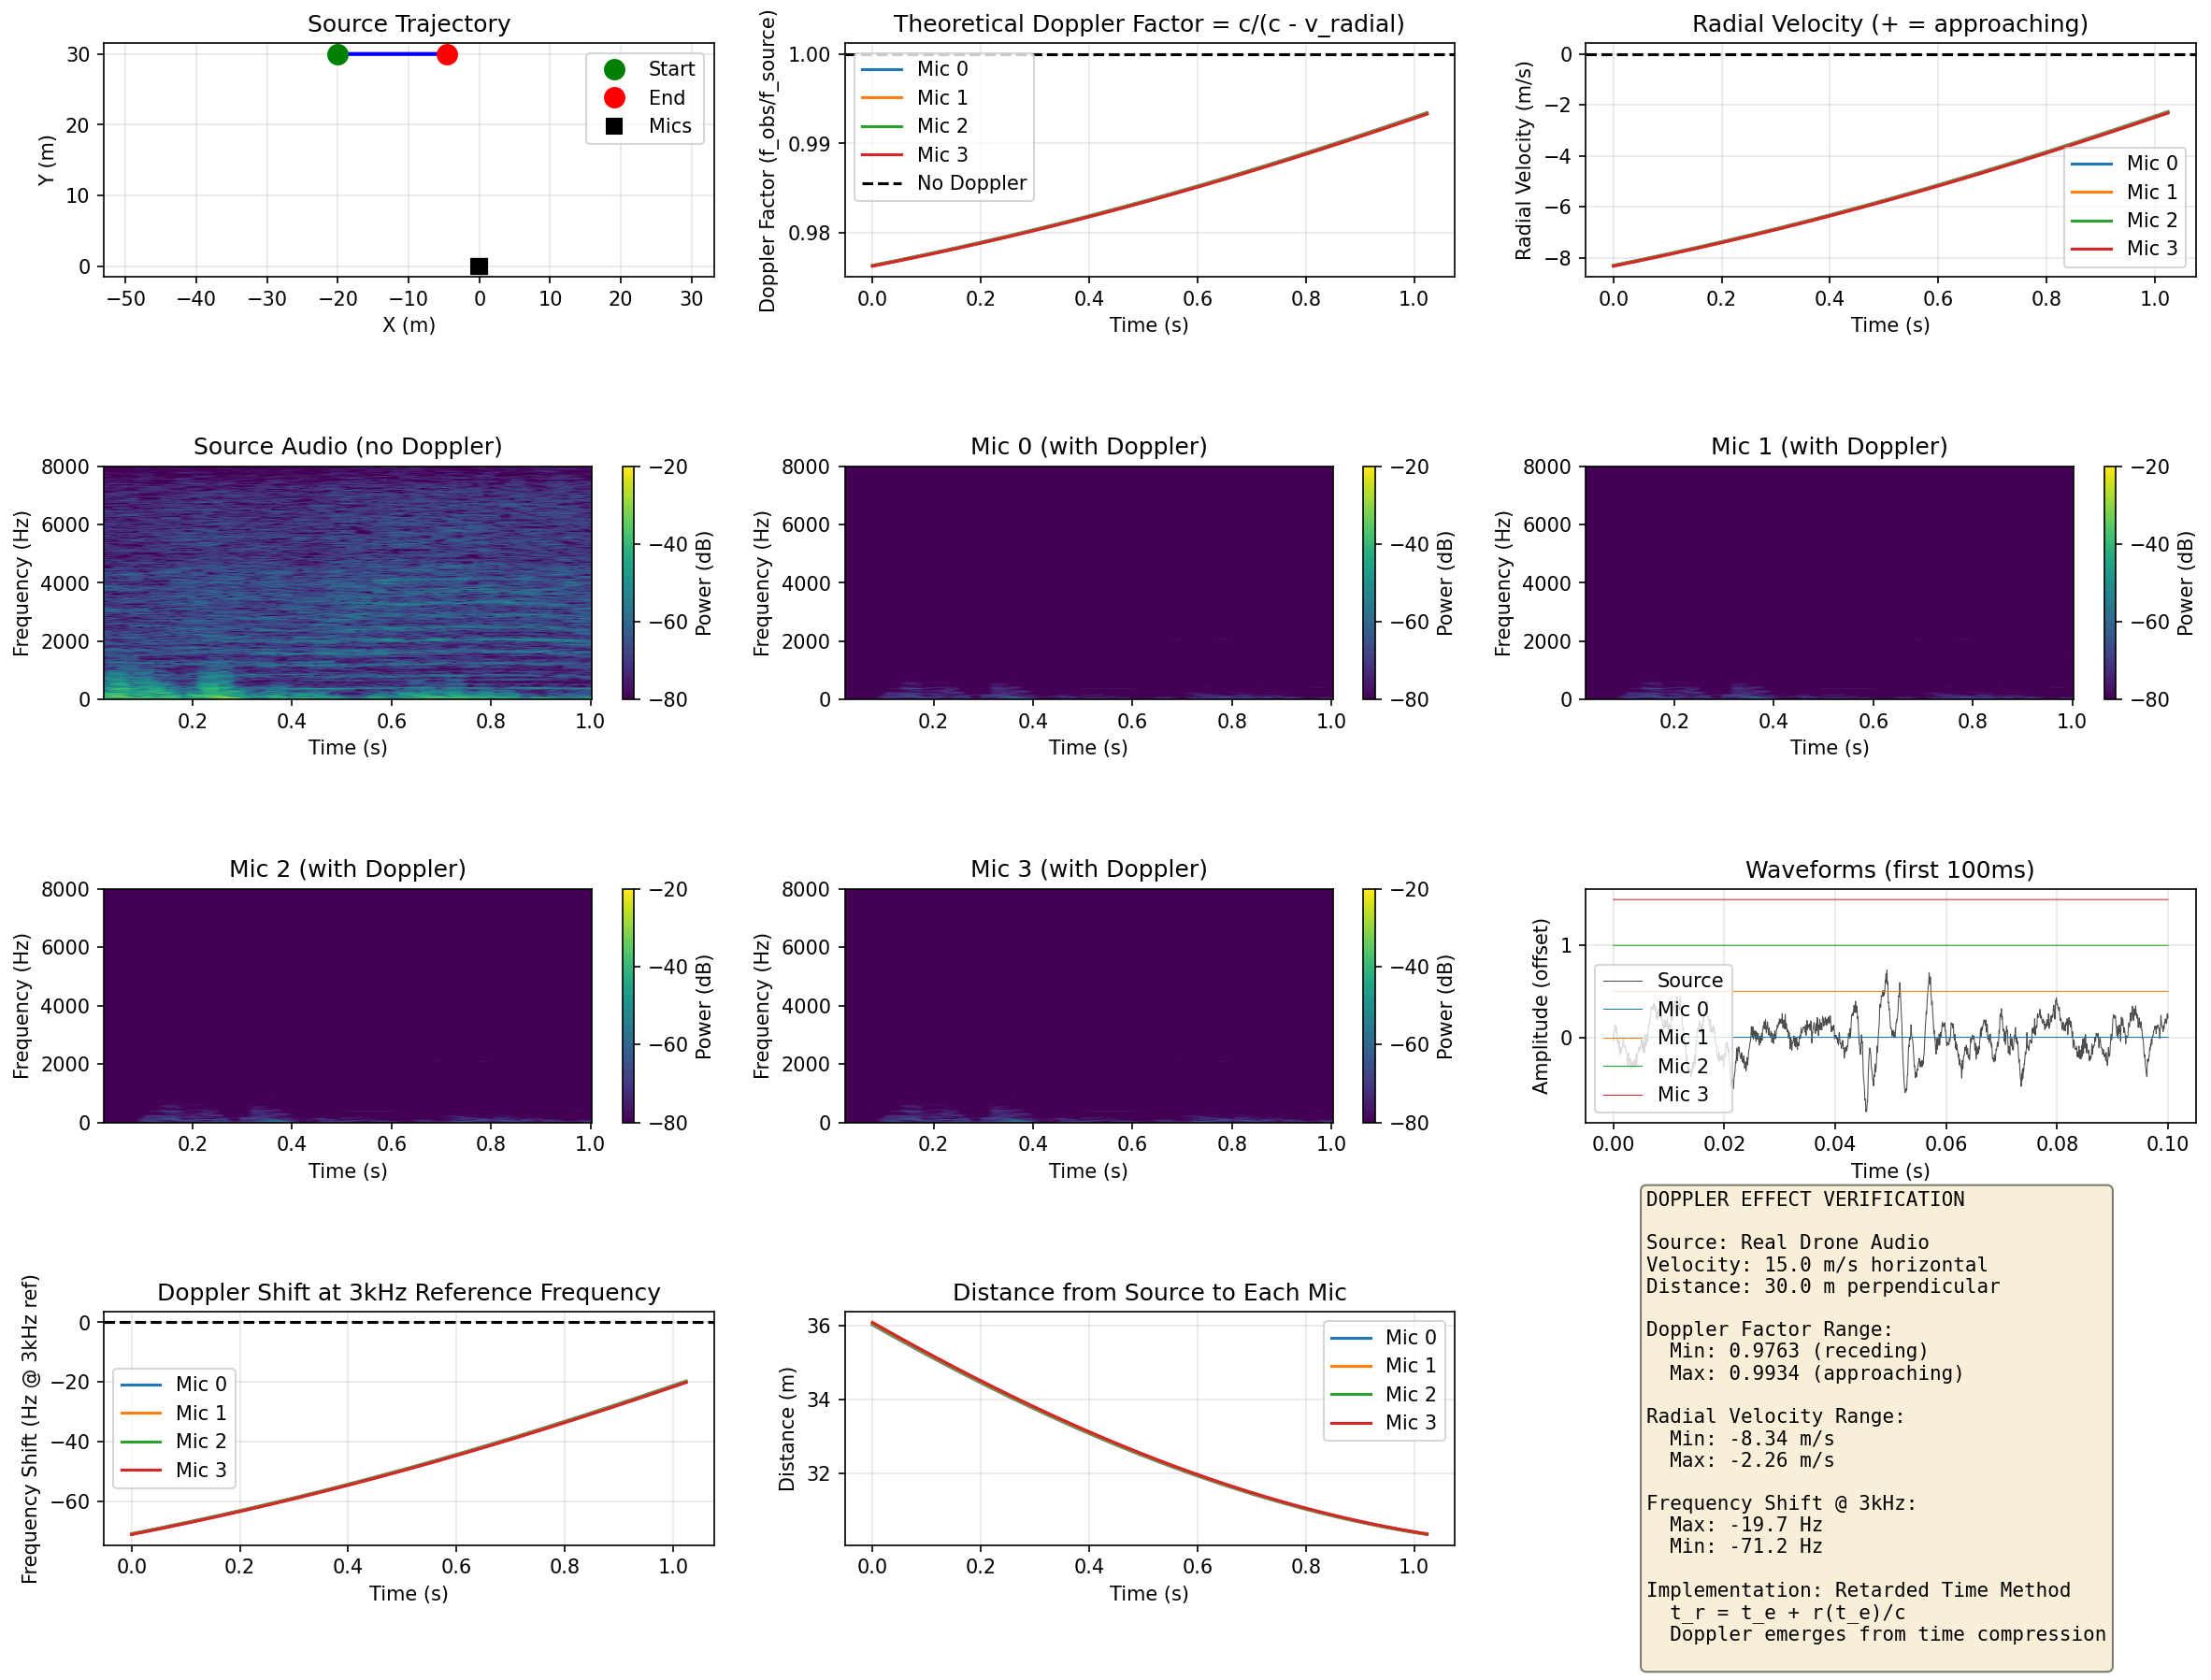 Source Trajectory
Y (m)
30
20
10
0
−50 −40 −30 −20 −10 0 10 20 30
X (m)
Start
End
Mics
Theoretical Doppler Factor = c/(c - v_radial)
Doppler Factor (f_obs/f_source)
1.00
0.99
0.98
0.0 0.2 0.4 0.6 0.8 1.0
Time (s)
Mic 0
Mic 1
Mic 2
Mic 3
No Doppler
Radial Velocity (+ = approaching)
Radial Velocity (m/s)
0
−2
−4
−6
−8
0.0 0.2 0.4 0.6 0.8 1.0
Time (s)
Mic 0
Mic 1
Mic 2
Mic 3
Source Audio (no Doppler)
Frequency (Hz)
8000
6000
4000
2000
0
0.2 0.4 0.6 0.8 1.0
Time (s)
−20
−40
−60
−80
Power (dB)
Mic 0 (with Doppler)
Frequency (Hz)
8000
6000
4000
2000
0
0.2 0.4 0.6 0.8 1.0
Time (s)
−20
−40
−60
−80
Power (dB)
Mic 1 (with Doppler)
Frequency (Hz)
8000
6000
4000
2000
0
0.2 0.4 0.6 0.8 1.0
Time (s)
−20
−40
−60
−80
Power (dB)
Mic 2 (with Doppler)
Frequency (Hz)
8000
6000
4000
2000
0
0.2 0.4 0.6 0.8 1.0
Time (s)
−20
−40
−60
−80
Power (dB)
Mic 3 (with Doppler)
Frequency (Hz)
8000
6000
4000
2000
0
0.2 0.4 0.6 0.8 1.0
Time (s)
−20
−40
−60
−80
Power (dB)
Waveforms (first 100ms)
Amplitude (offset)
1
0
0.00 0.02 0.04 0.06 0.08 0.10
Time (s)
Source
Mic 0
Mic 1
Mic 2
Mic 3
Doppler Shift at 3kHz Reference Frequency
Frequency Shift (Hz @ 3kHz ref)
0
−20
−40
−60
0.0 0.2 0.4 0.6 0.8 1.0
Time (s)
Mic 0
Mic 1
Mic 2
Mic 3
Distance from Source to Each Mic
Distance (m)
36
34
32
0.0 0.2 0.4 0.6 0.8 1.0
Time (s)
Mic 0
Mic 1
Mic 2
Mic 3
DOPPLER EFFECT VERIFICATION
Source: Real Drone Audio
Velocity: 15.0 m/s horizontal
Distance: 30.0 m perpendicular
Doppler Factor Range:
Min: 0.9763 (receding)
Max: 0.9934 (approaching)
Radial Velocity Range:
Min: -8.34 m/s
Max: -2.26 m/s
Frequency Shift @ 3kHz:
Max: -19.7 Hz
Min: -71.2 Hz
Implementation: Retarded Time Method
t_r = t_e + r(t_e)/c
Doppler emerges from time compression